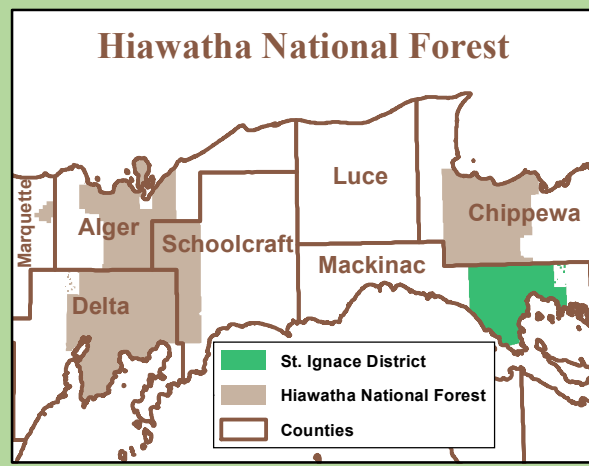 Hiawatha National Forest
Marquette
Alger
Luce
Chippewa
Schoolcraft
Mackinac
Delta
St. Ignace District
Hiawatha National Forest
Counties